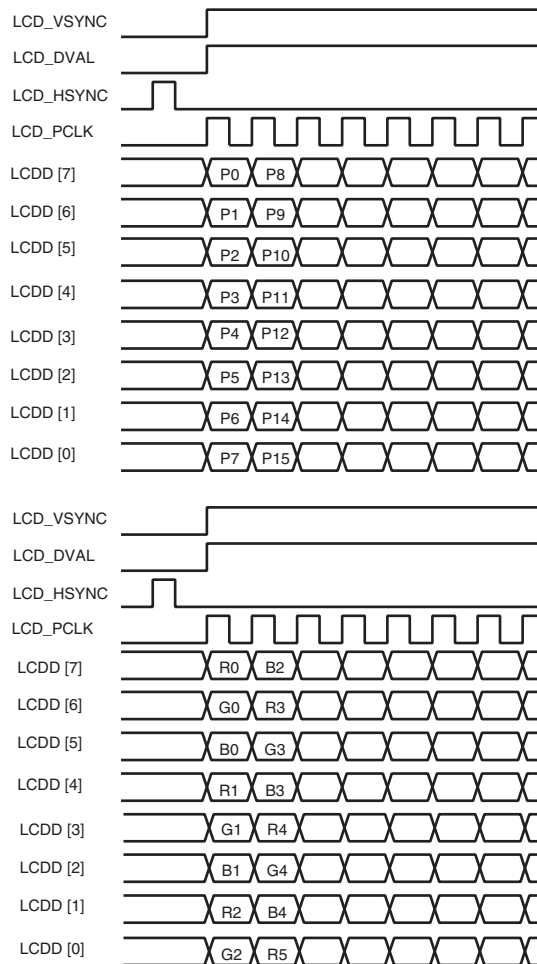 LCD_VSYNC
LCD_DVAL
LCD_HSYNC
LCD_PCLK
LCDD [7] P0 P8
LCDD [6] P1 P9
LCDD [5] P2 P10
LCDD [4] P3 P11
LCDD [3] P4 P12
LCDD [2] P5 P13
LCDD [1] P6 P14
LCDD [0] P7 P15
LCD_VSYNC
LCD_DVAL
LCD_HSYNC
LCD_PCLK
LCDD [7] R0 B2
LCDD [6] G0 R3
LCDD [5] B0 G3
LCDD [4] R1 B3
LCDD [3] G1 R4
LCDD [2] B1 G4
LCDD [1] R2 B4
LCDD [0] G2 R5